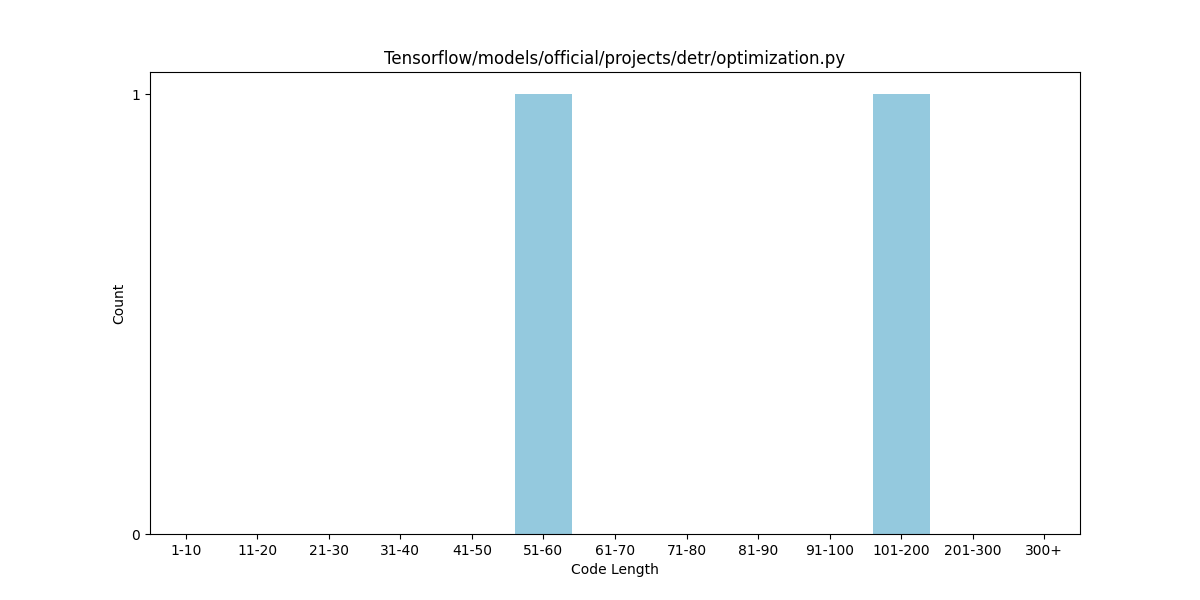 Tensorflow/models/official/projects/detr/optimization.py
Count
1
0
1-10 11-20 21-30 31-40 41-50 51-60 61-70 71-80 81-90 91-100 101-200 201-300 300+
Code Length